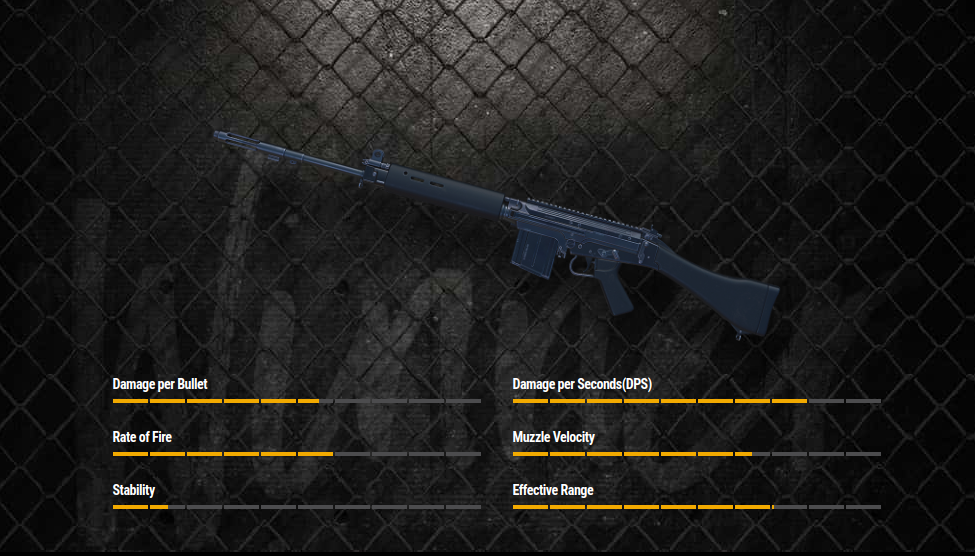 Damage per Bullet
Damage per Seconds(DPS)
Rate of Fire
Muzzle Velocity
Stability
Effective Range